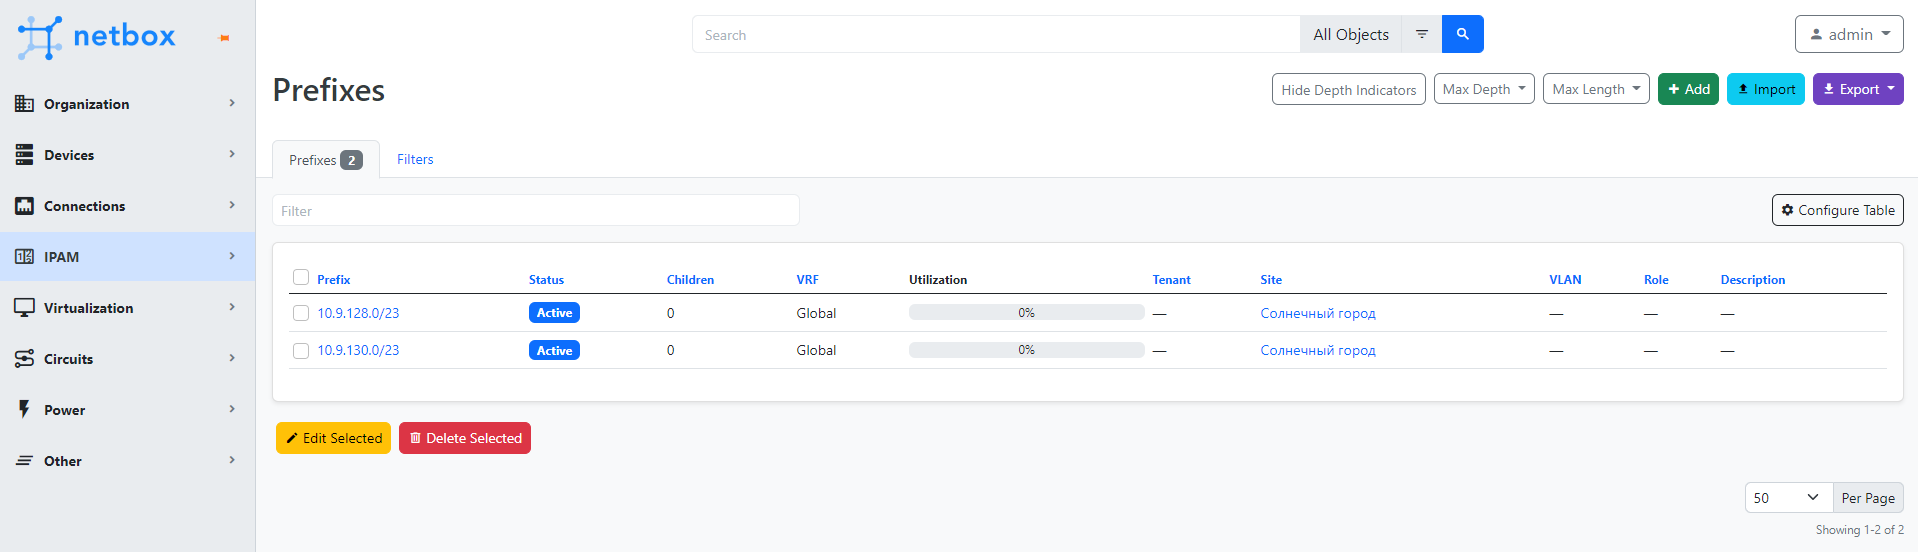 netbox
Search
All Objects
admin
Organization
Devices
Connections
IPAM
Virtualization
Circuits
Power
Other
Prefixes
Hide Depth Indicators
Max Depth
Max Length
Add
Import
Export
Prefixes 2
Filters
Filter
Configure Table
Prefix Status Children VRF Utilization Tenant Site VLAN Role Description
10.9.128.0/23 Active 0 Global 0% — Солнечный город — — —
10.9.130.0/23 Active 0 Global 0% — Солнечный город — — —
Edit Selected
Delete Selected
50 Per Page
Showing 1-2 of 2